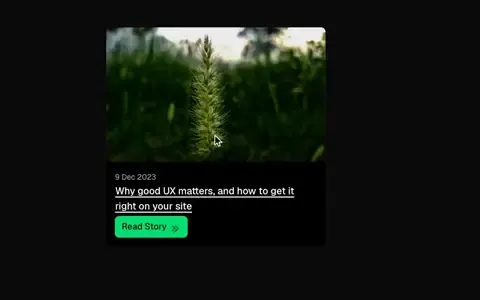 9 Dec 2023
Why good UX matters, and how to get it
right on your site
Read Story